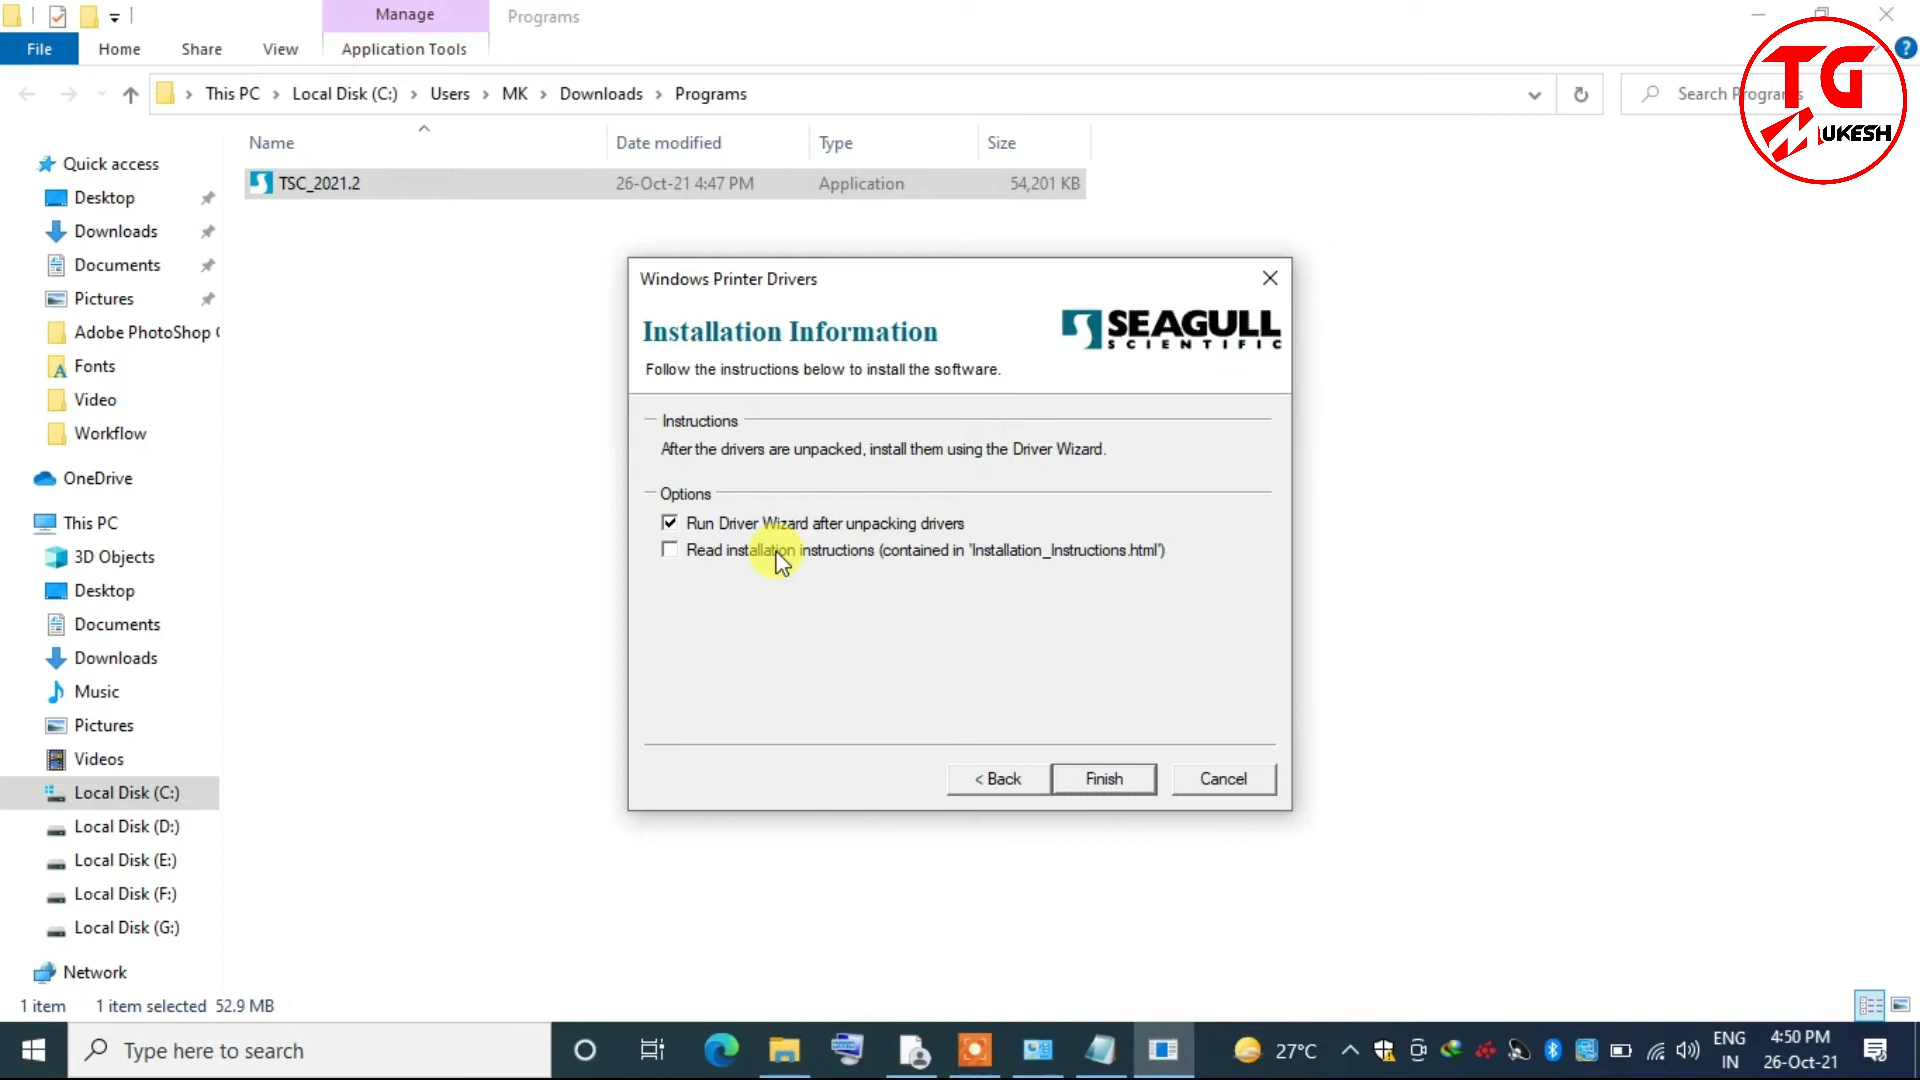 Manage
Programs
File
Home
Share
View
Application Tools
This PC
Local Disk (C:)
Users
MK
Downloads
Programs
Search Programs
TG
MUKESH
Name
Date modified
Type
Size
TSC_2021.2
26-Oct-21 4:47 PM
Application
54,201 KB
Quick access
Desktop
Downloads
Documents
Pictures
Adobe PhotoShop
Fonts
Video
Workflow
OneDrive
This PC
3D Objects
Desktop
Documents
Downloads
Music
Pictures
Videos
Local Disk (C:)
Local Disk (D:)
Local Disk (E:)
Local Disk (F:)
Local Disk (G:)
Network
Windows Printer Drivers
Installation Information
Follow the instructions below to install the software.
SEAGULL
SCIENTIFIC
Instructions
After the drivers are unpacked, install them using the Driver Wizard.
Options
Run Driver Wizard after unpacking drivers
Read installation instructions (contained in 'Installation_Instructions.html')
< Back
Finish
Cancel
1 item
1 item selected 52.9 MB
Type here to search
27°C
ENG
IN
4:50 PM
26-Oct-21